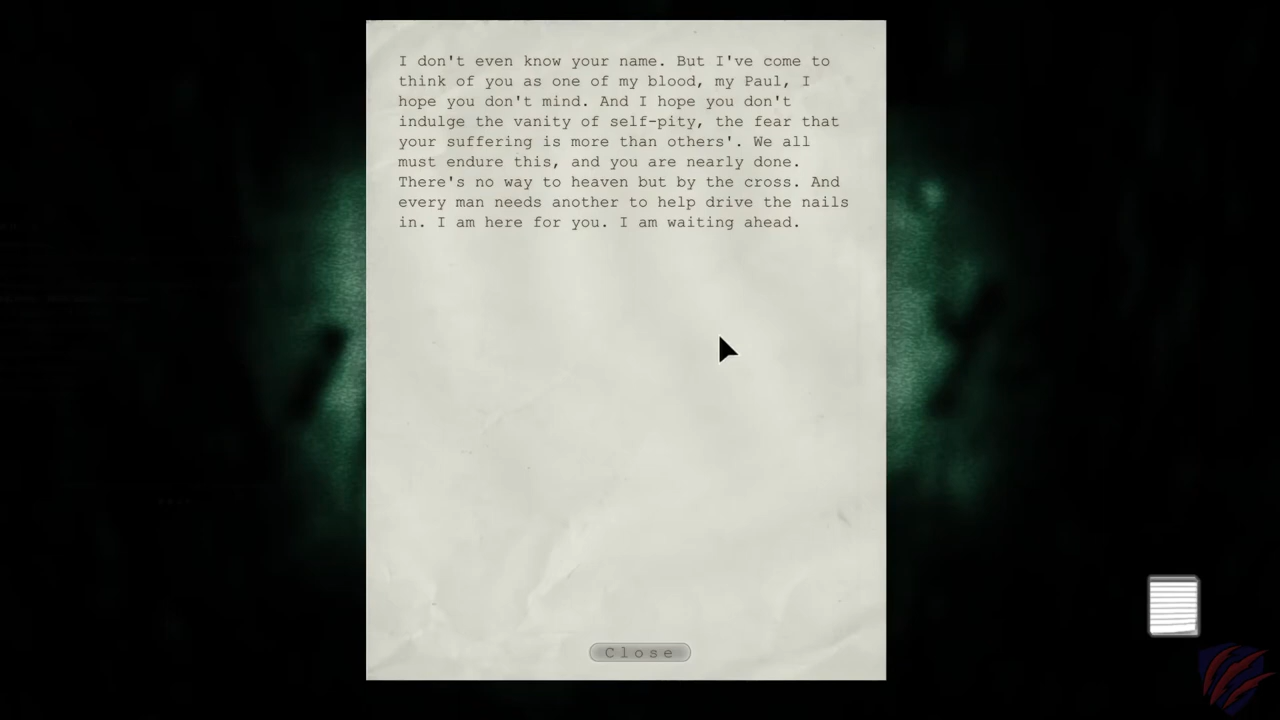 I don't even know your name. But I've come to
think of you as one of my blood, my Paul, I
hope you don't mind. And I hope you don't
indulge the vanity of self-pity, the fear that
your suffering is more than others'. We all
must endure this, and you are nearly done.
There's no way to heaven but by the cross. And
every man needs another to help drive the nails
in. I am here for you. I am waiting ahead.
Close